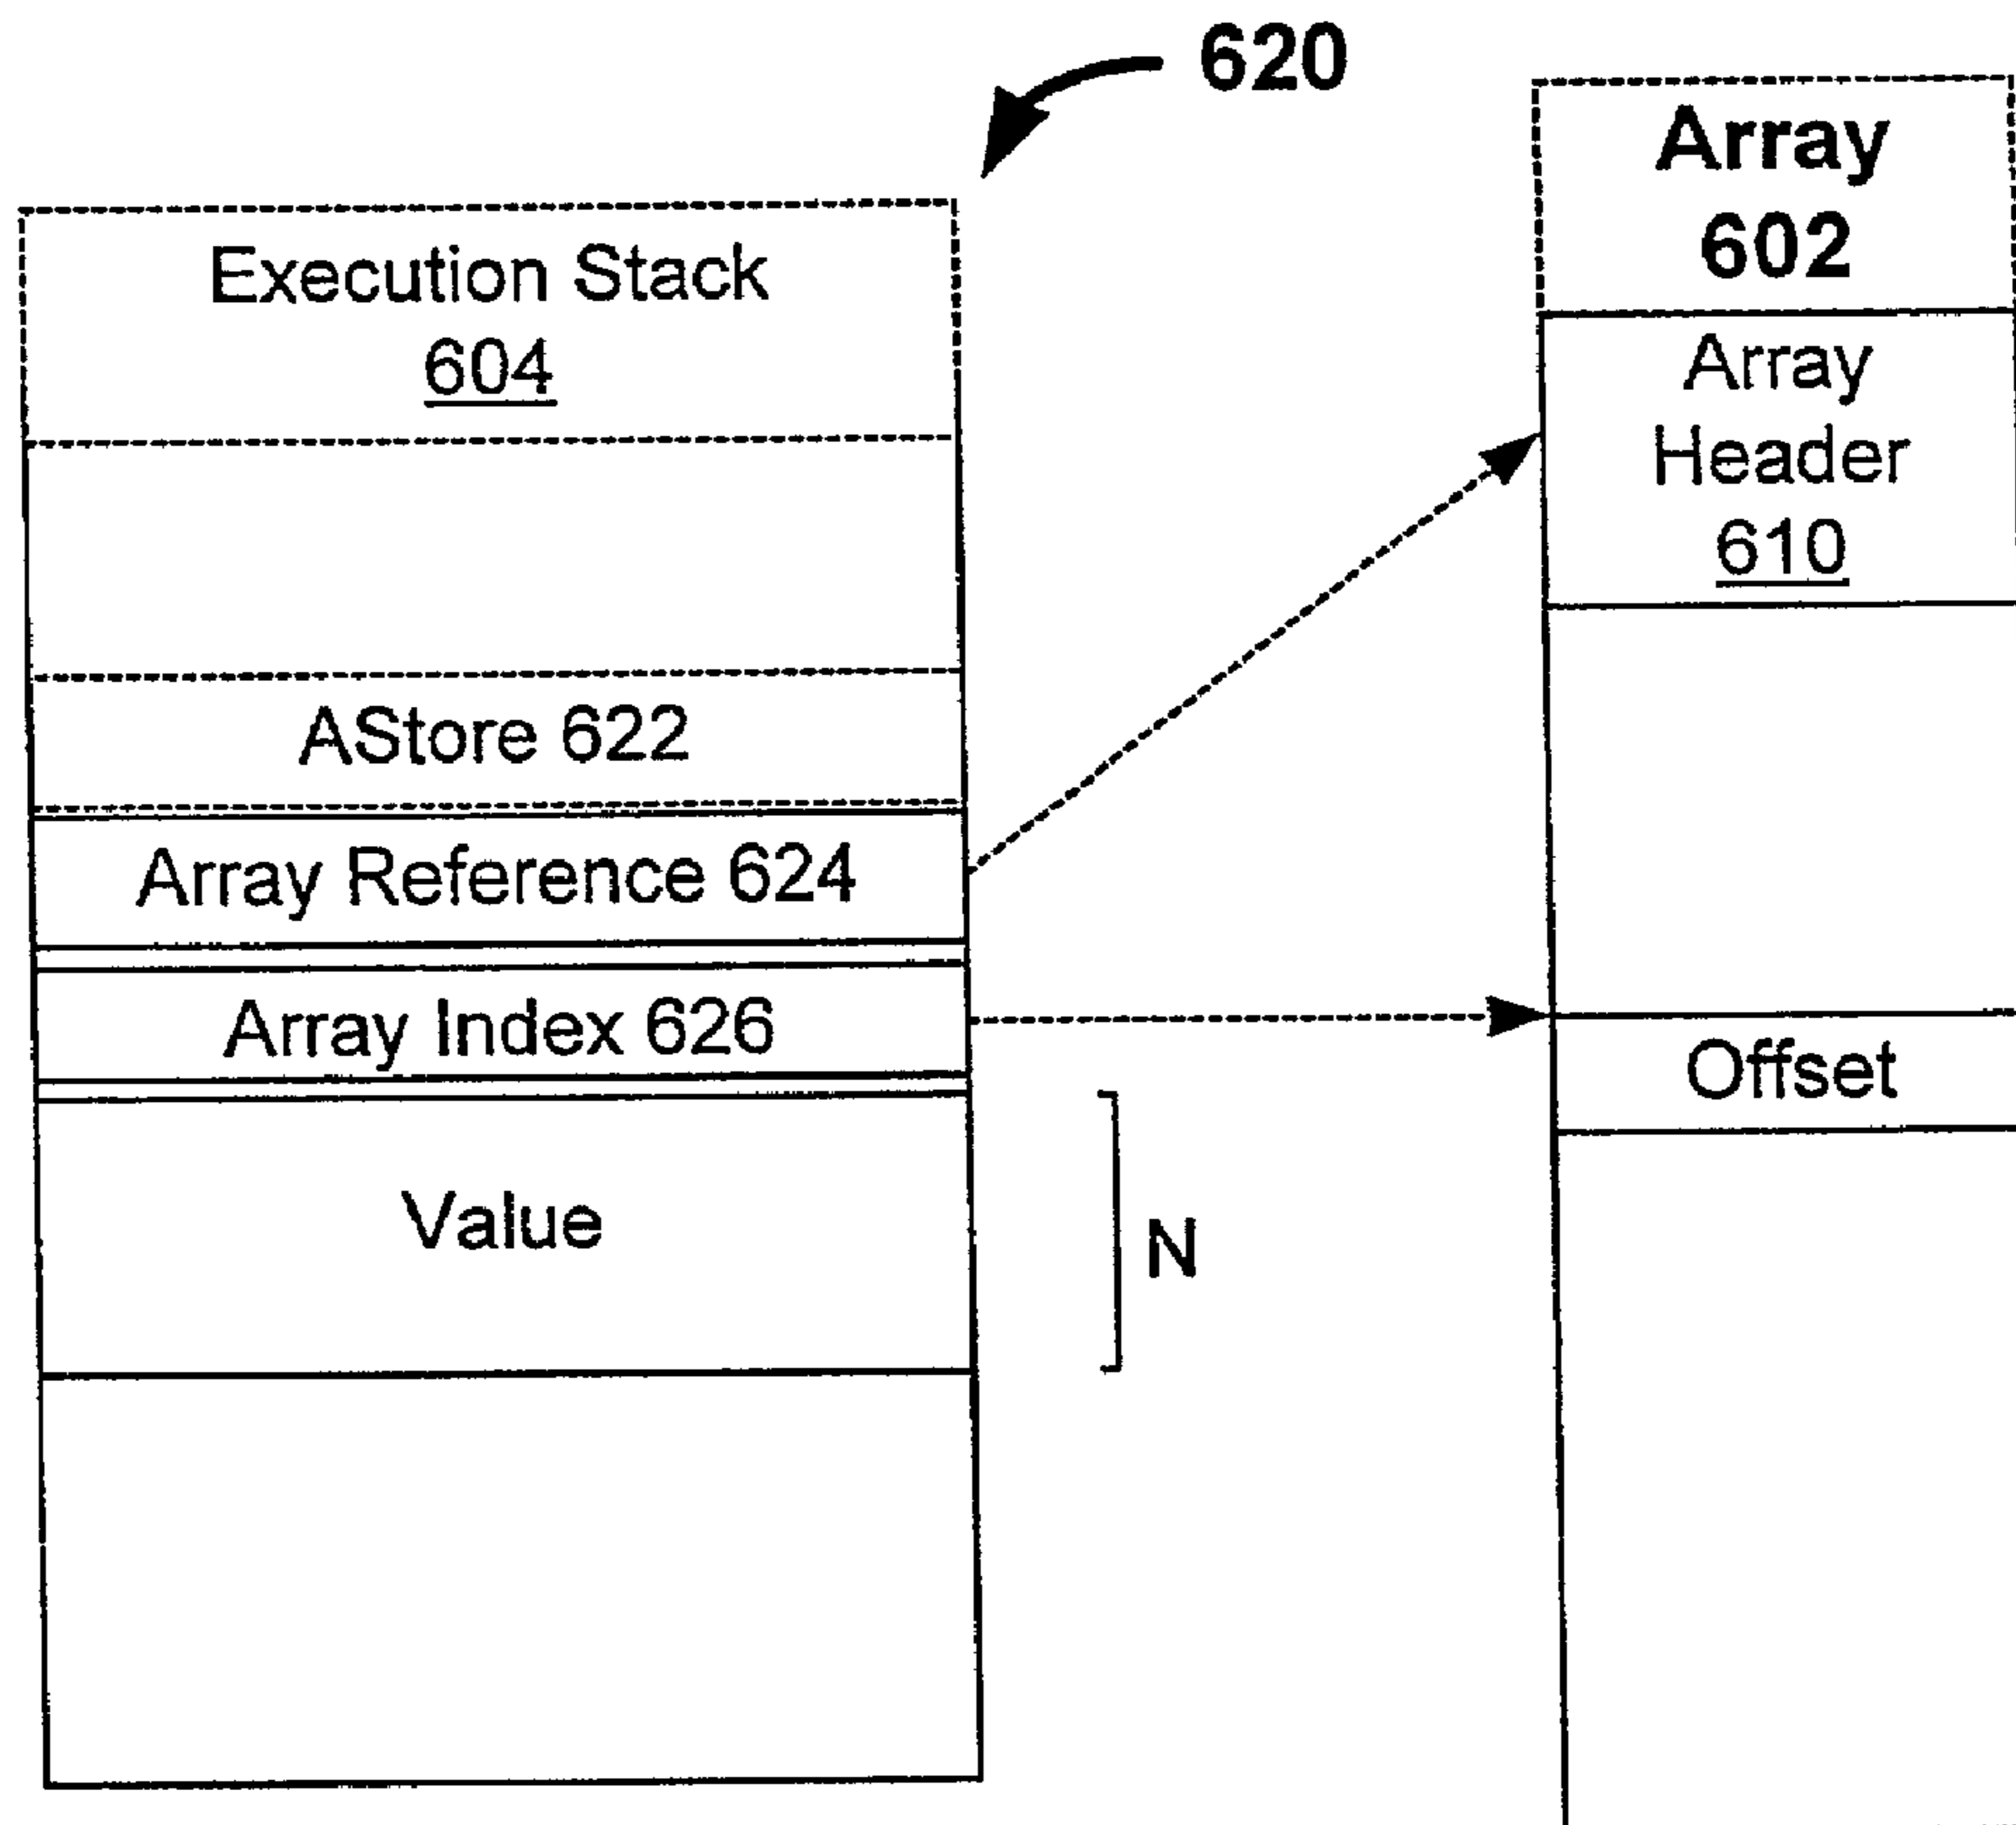 620
Execution Stack
604
AStore 622
Array Reference 624
Array Index 626
Value
N
Array
602
Array
Header
610
Offset